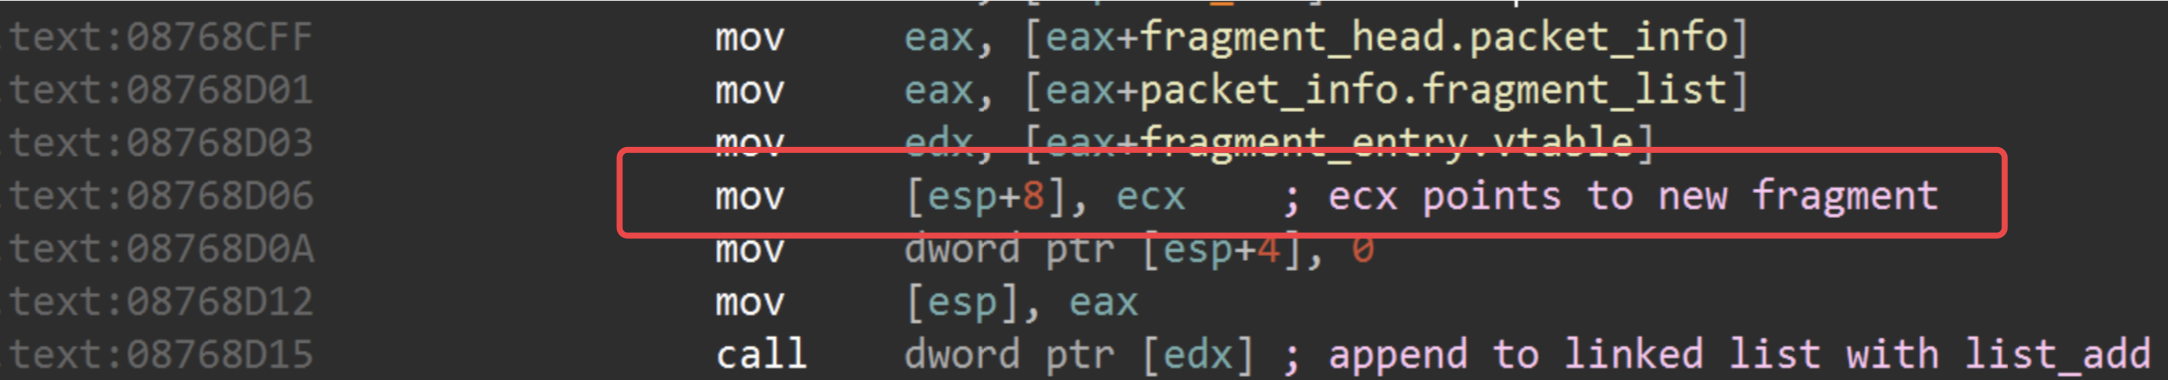 .text:08768CFF mov eax, [eax+fragment_head.packet_info]
.text:08768D01 mov eax, [eax+packet_info.fragment_list]
.text:08768D03 mov edx, [eax+fragment_entry.vtable]
.text:08768D06 mov [esp+8], ecx ; ecx points to new fragment
.text:08768D0A mov dword ptr [esp+4], 0
.text:08768D12 mov [esp], eax
.text:08768D15 call dword ptr [edx] ; append to linked list with list_add